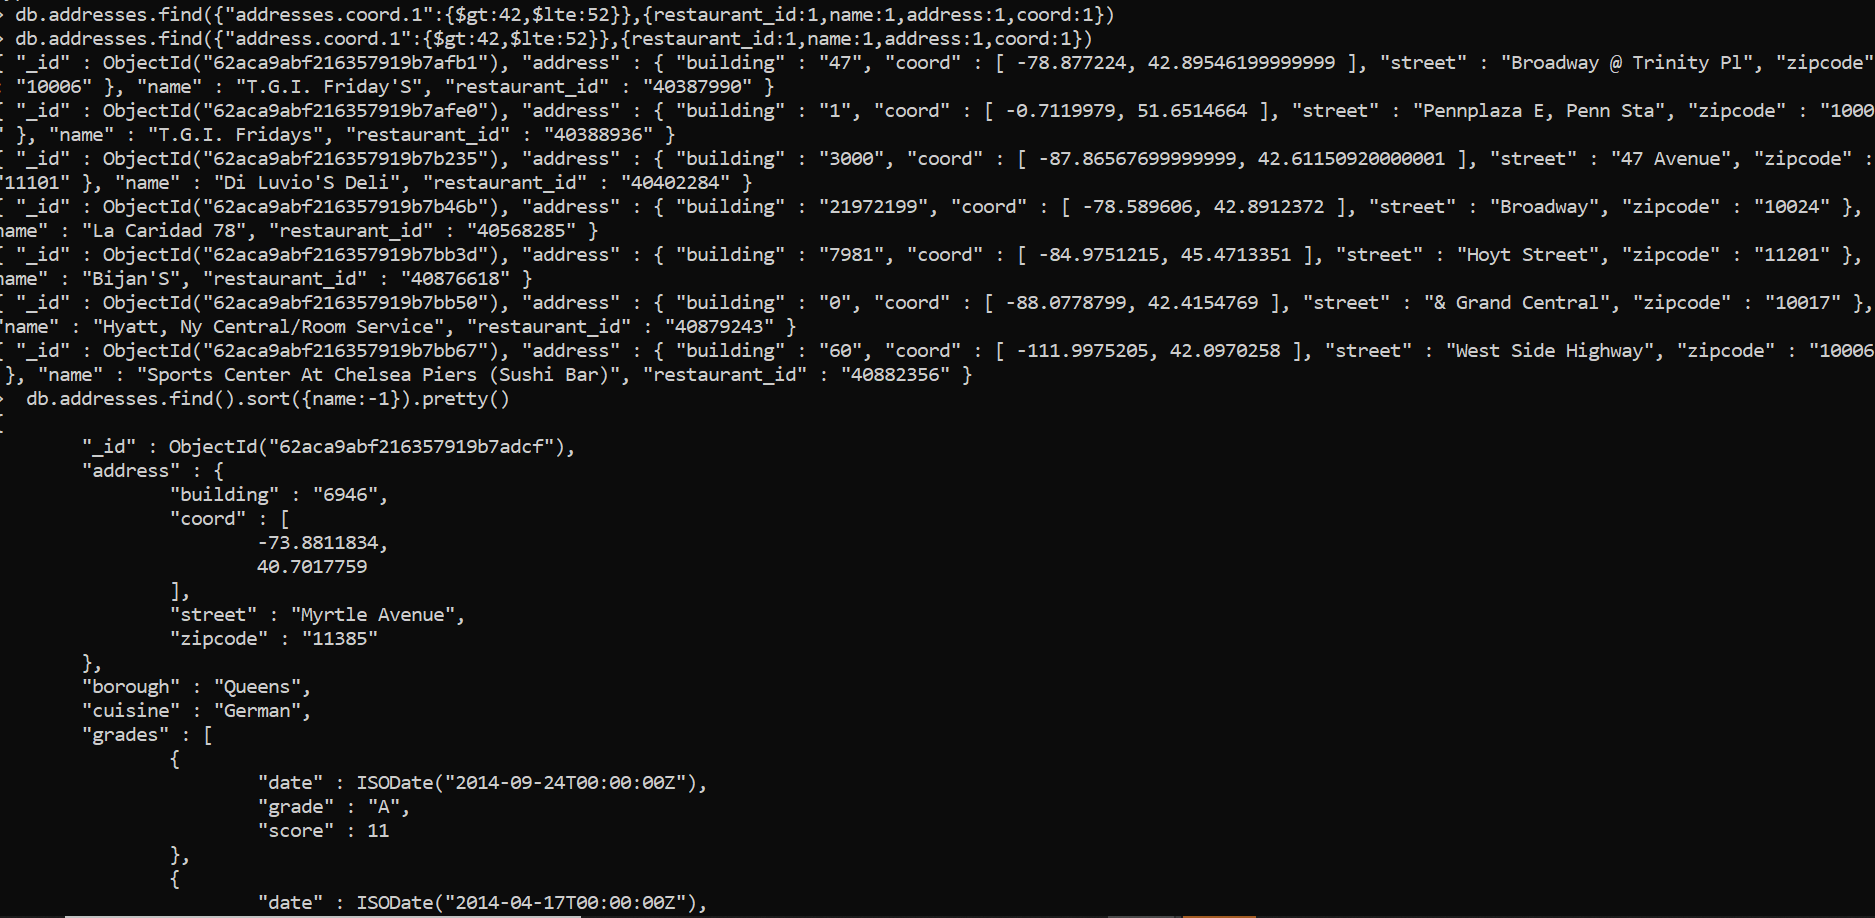 db.addresses.find({"addresses.coord.1":{$gt:42,$lte:52}},{restaurant_id:1,name:1,address:1,coord:1})
> db.addresses.find({"address.coord.1":{$gt:42,$lte:52}},{restaurant_id:1,name:1,address:1,coord:1})
{ "_id" : ObjectId("62aca9abf216357919b7afb1"), "address" : { "building" : "47", "coord" : [ -78.877224, 42.89546199999999 ], "street" : "Broadway @ Trinity Pl", "zipcode"
: "10006" }, "name" : "T.G.I. Friday'S", "restaurant_id" : "40387990" }
{ "_id" : ObjectId("62aca9abf216357919b7afe0"), "address" : { "building" : "1", "coord" : [ -0.7119979, 51.6514664 ], "street" : "Pennplaza E, Penn Sta", "zipcode" : "1000
" }, "name" : "T.G.I. Fridays", "restaurant_id" : "40388936" }
{ "_id" : ObjectId("62aca9abf216357919b7b235"), "address" : { "building" : "3000", "coord" : [ -87.86567699999999, 42.61150920000001 ], "street" : "47 Avenue", "zipcode" :
"11101" }, "name" : "Di Luvio'S Deli", "restaurant_id" : "40402284" }
{ "_id" : ObjectId("62aca9abf216357919b7b46b"), "address" : { "building" : "21972199", "coord" : [ -78.589606, 42.8912372 ], "street" : "Broadway", "zipcode" : "10024" },
name" : "La Caridad 78", "restaurant_id" : "40568285" }
{ "_id" : ObjectId("62aca9abf216357919b7bb3d"), "address" : { "building" : "7981", "coord" : [ -84.9751215, 45.4713351 ], "street" : "Hoyt Street", "zipcode" : "11201" },
name" : "Bijan'S", "restaurant_id" : "40876618" }
{ "_id" : ObjectId("62aca9abf216357919b7bb50"), "address" : { "building" : "0", "coord" : [ -88.0778799, 42.4154769 ], "street" : "& Grand Central", "zipcode" : "10017" },
"name" : "Hyatt, Ny Central/Room Service", "restaurant_id" : "40879243" }
{ "_id" : ObjectId("62aca9abf216357919b7bb67"), "address" : { "building" : "60", "coord" : [ -111.9975205, 42.0970258 ], "street" : "West Side Highway", "zipcode" : "10006
}, "name" : "Sports Center At Chelsea Piers (Sushi Bar)", "restaurant_id" : "40882356" }
> db.addresses.find().sort({name:-1}).pretty()
{
"_id" : ObjectId("62aca9abf216357919b7adcf"),
"address" : {
"building" : "6946",
"coord" : [
-73.8811834,
40.7017759
],
"street" : "Myrtle Avenue",
"zipcode" : "11385"
},
"borough" : "Queens",
"cuisine" : "German",
"grades" : [
{
"date" : ISODate("2014-09-24T00:00:00Z"),
"grade" : "A",
"score" : 11
},
{
"date" : ISODate("2014-04-17T00:00:00Z"),